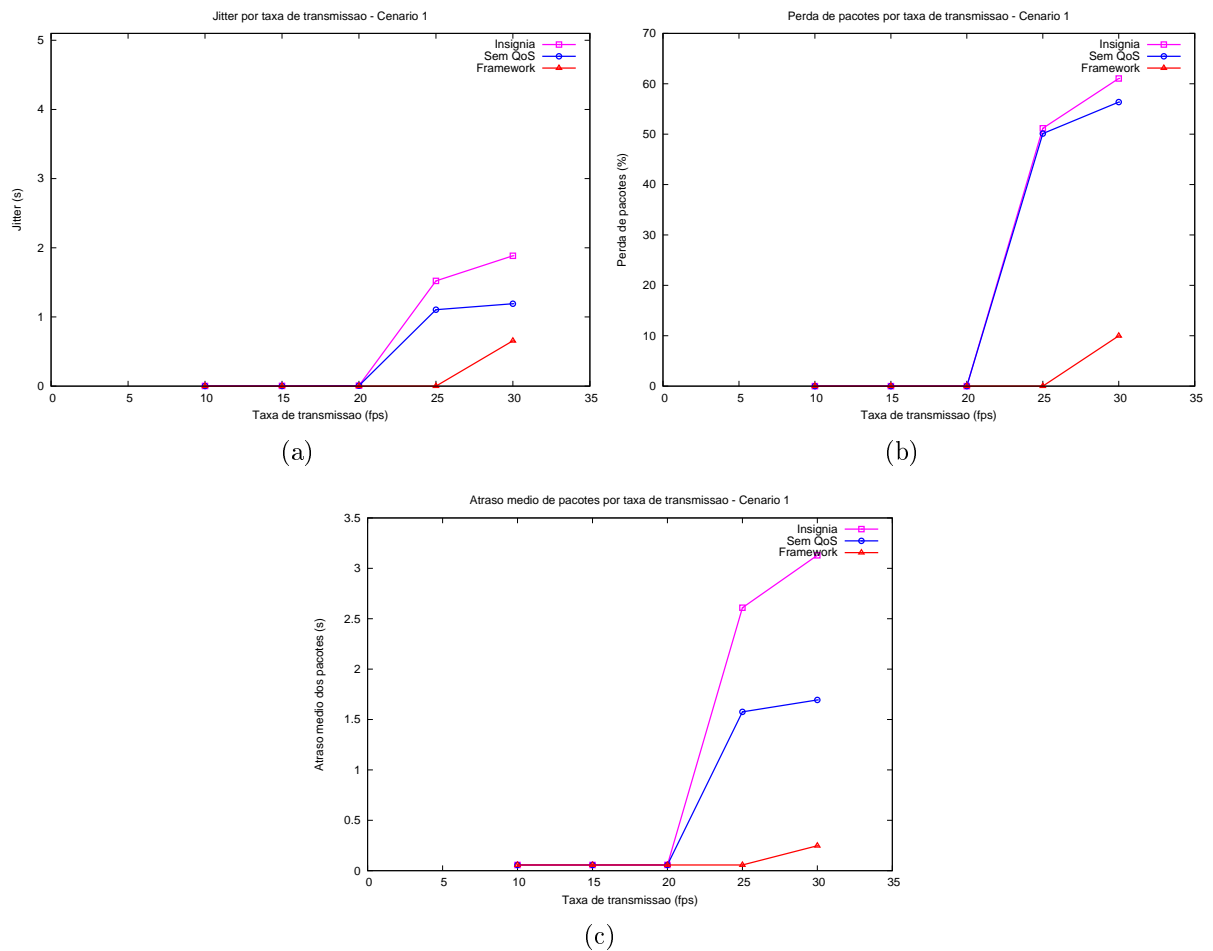 Jitter por taxa de transmissao - Cenario 1
5
4
3
2
1
0
Jitter (s)
Insignia
Sem QoS
Framework
0 5 10 15 20 25 30 35
Taxa de transmissao (fps)
(a)
Perda de pacotes por taxa de transmissao - Cenario 1
70
60
50
40
30
20
10
0
Perda de pacotes (%)
Insignia
Sem QoS
Framework
0 5 10 15 20 25 30 35
Taxa de transmissao (fps)
(b)
Atraso medio de pacotes por taxa de transmissao - Cenario 1
3.5
3
2.5
2
1.5
1
0.5
0
Atraso medio dos pacotes (s)
Insignia
Sem QoS
Framework
0 5 10 15 20 25 30 35
Taxa de transmissao (fps)
(c)